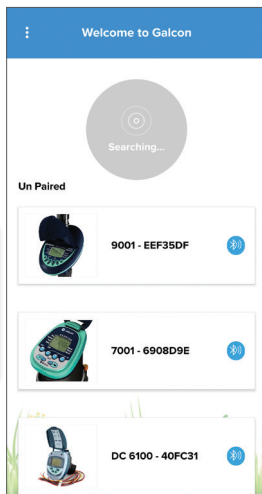 Welcome to Galcon
Searching...
Un Paired
9001 - EEF35DF
7001 - 6908D9E
DC 6100 - 40FC31